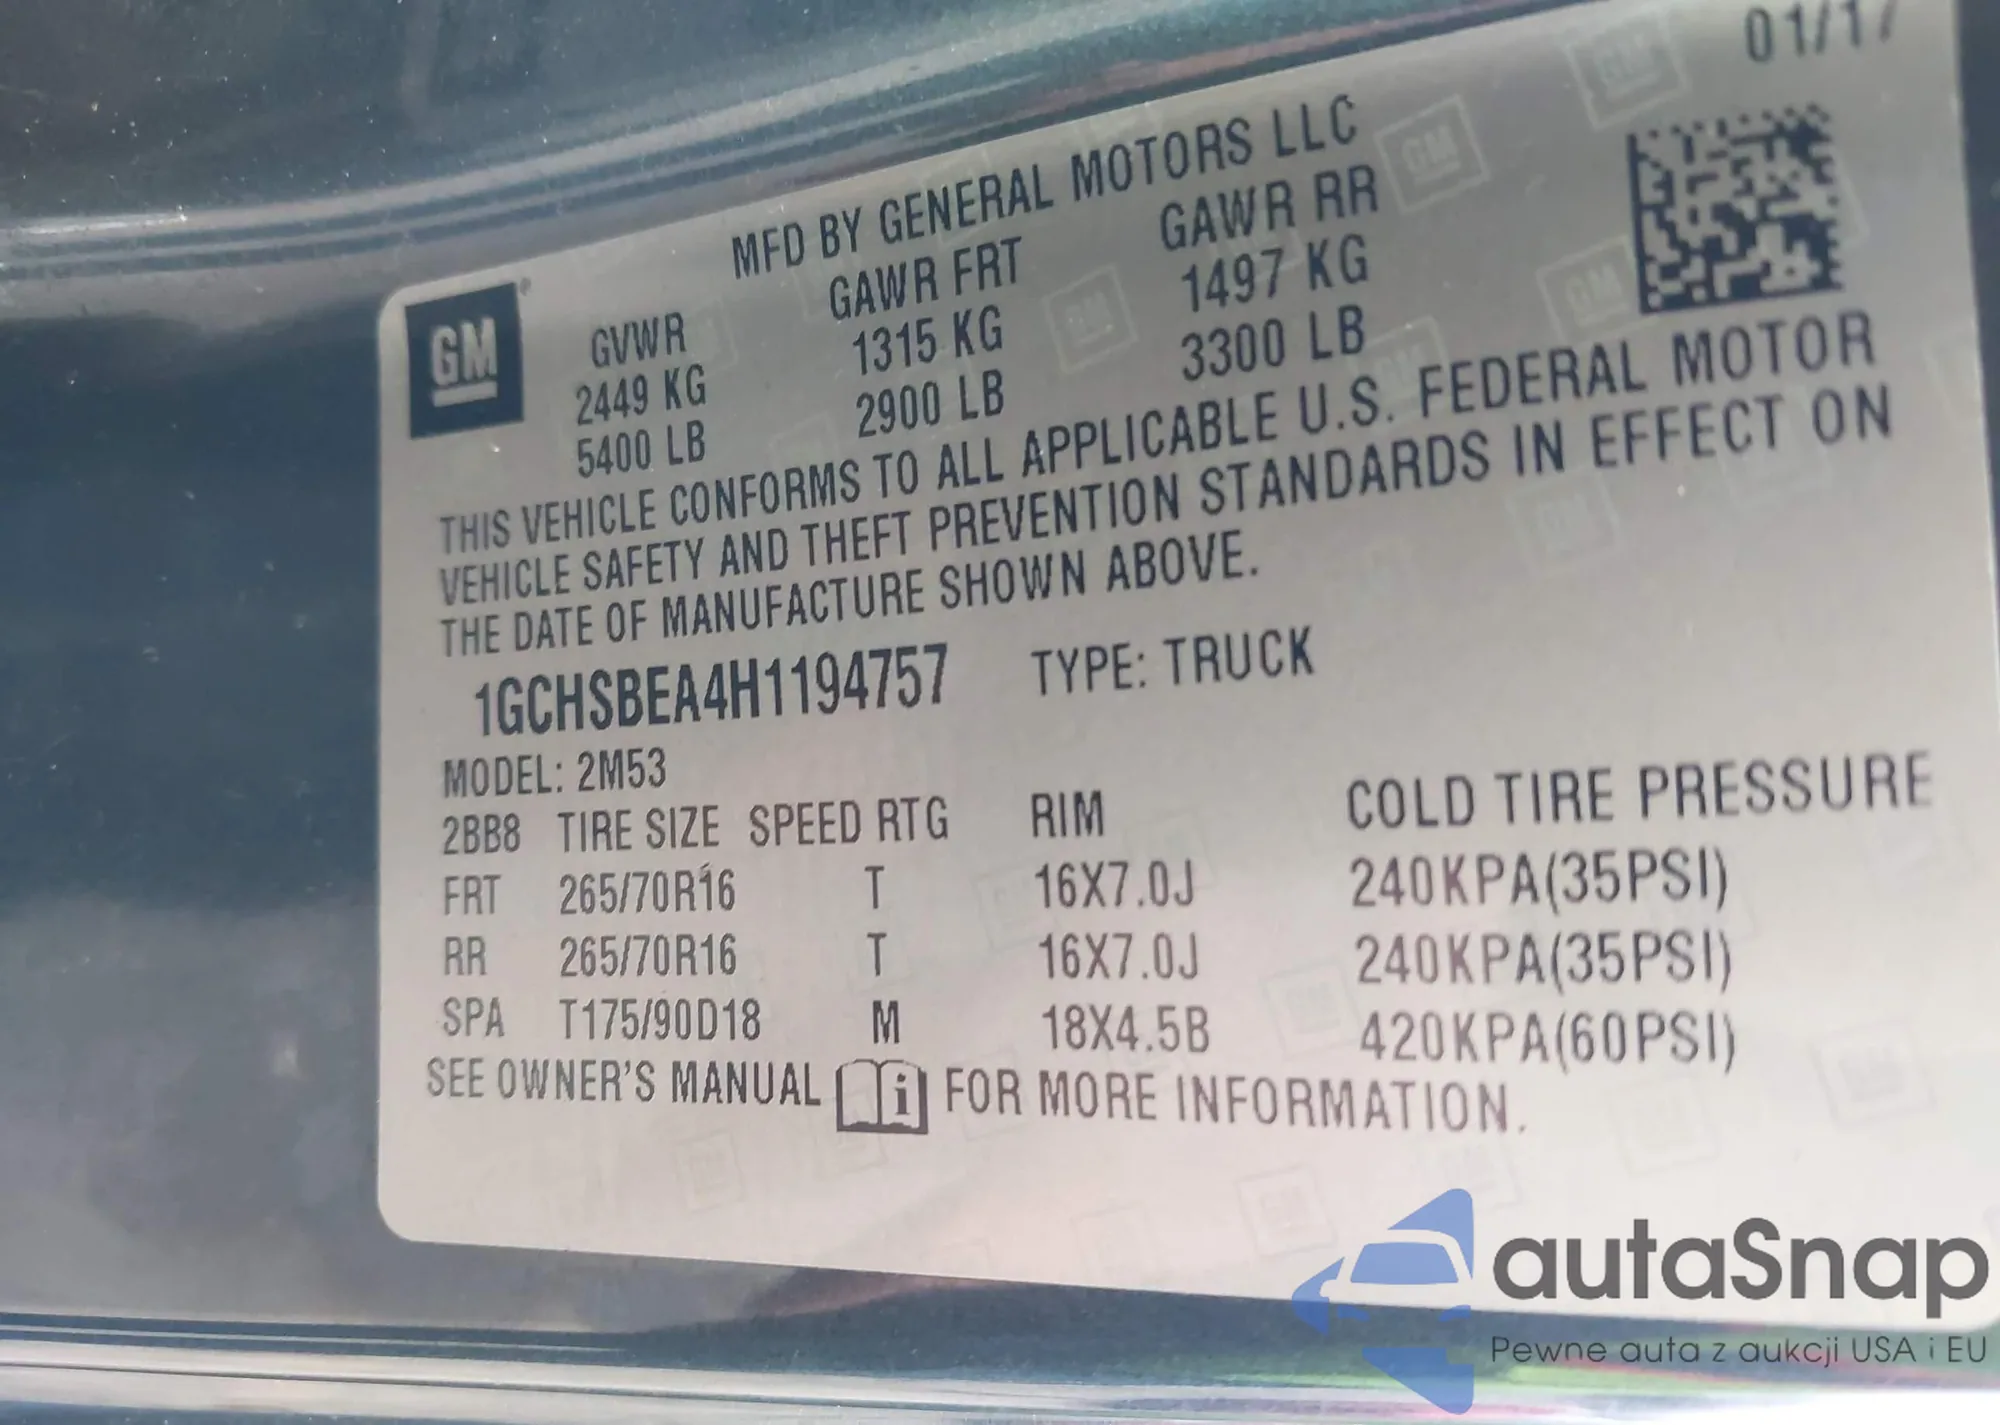 01/17
MFD BY GENERAL MOTORS LLC
GM
GVWR GAWR FRT GAWR RR
2449 KG 1315 KG 1497 KG
5400 LB 2900 LB 3300 LB
THIS VEHICLE CONFORMS TO ALL APPLICABLE U.S. FEDERAL MOTOR
VEHICLE SAFETY AND THEFT PREVENTION STANDARDS IN EFFECT ON
THE DATE OF MANUFACTURE SHOWN ABOVE.
1GCHSBEA4H1194757 TYPE: TRUCK
MODEL: 2M53
2BB8 TIRE SIZE SPEED RTG RIM COLD TIRE PRESSURE
FRT 265/70R16 T 16X7.0J 240KPA(35PSI)
RR 265/70R16 T 16X7.0J 240KPA(35PSI)
SPA T175/90D18 M 18X4.5B 420KPA(60PSI)
SEE OWNER'S MANUAL i FOR MORE INFORMATION.
autaSnap
Pewne auta z aukcji USA i EU